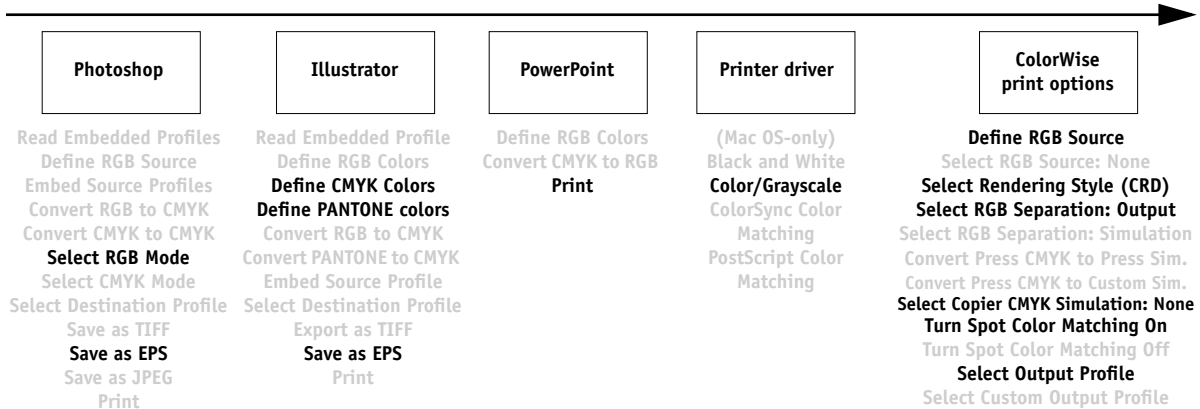 Photoshop
Read Embedded Profiles
Define RGB Source
Embed Source Profiles
Convert RGB to CMYK
Convert CMYK to CMYK
Select RGB Mode
Select CMYK Mode
Select Destination Profile
Save as TIFF
Save as EPS
Save as JPEG
Print
Illustrator
Read Embedded Profile
Define RGB Colors
Define CMYK Colors
Define PANTONE colors
Convert RGB to CMYK
Convert PANTONE to CMYK
Embed Source Profile
Select Destination Profile
Export as TIFF
Save as EPS
Print
PowerPoint
Define RGB Colors
Convert CMYK to RGB
Print
Printer driver
(Mac OS-only)
Black and White
Color/Grayscale
ColorSync Color
Matching
PostScript Color
Matching
ColorWise
print options
Define RGB Source
Select RGB Source: None
Select Rendering Style (CRD)
Select RGB Separation: Output
Select RGB Separation: Simulation
Convert Press CMYK to Press Sim.
Convert Press CMYK to Custom Sim.
Select Copier CMYK Simulation: None
Turn Spot Color Matching On
Turn Spot Color Matching Off
Select Output Profile
Select Custom Output Profile